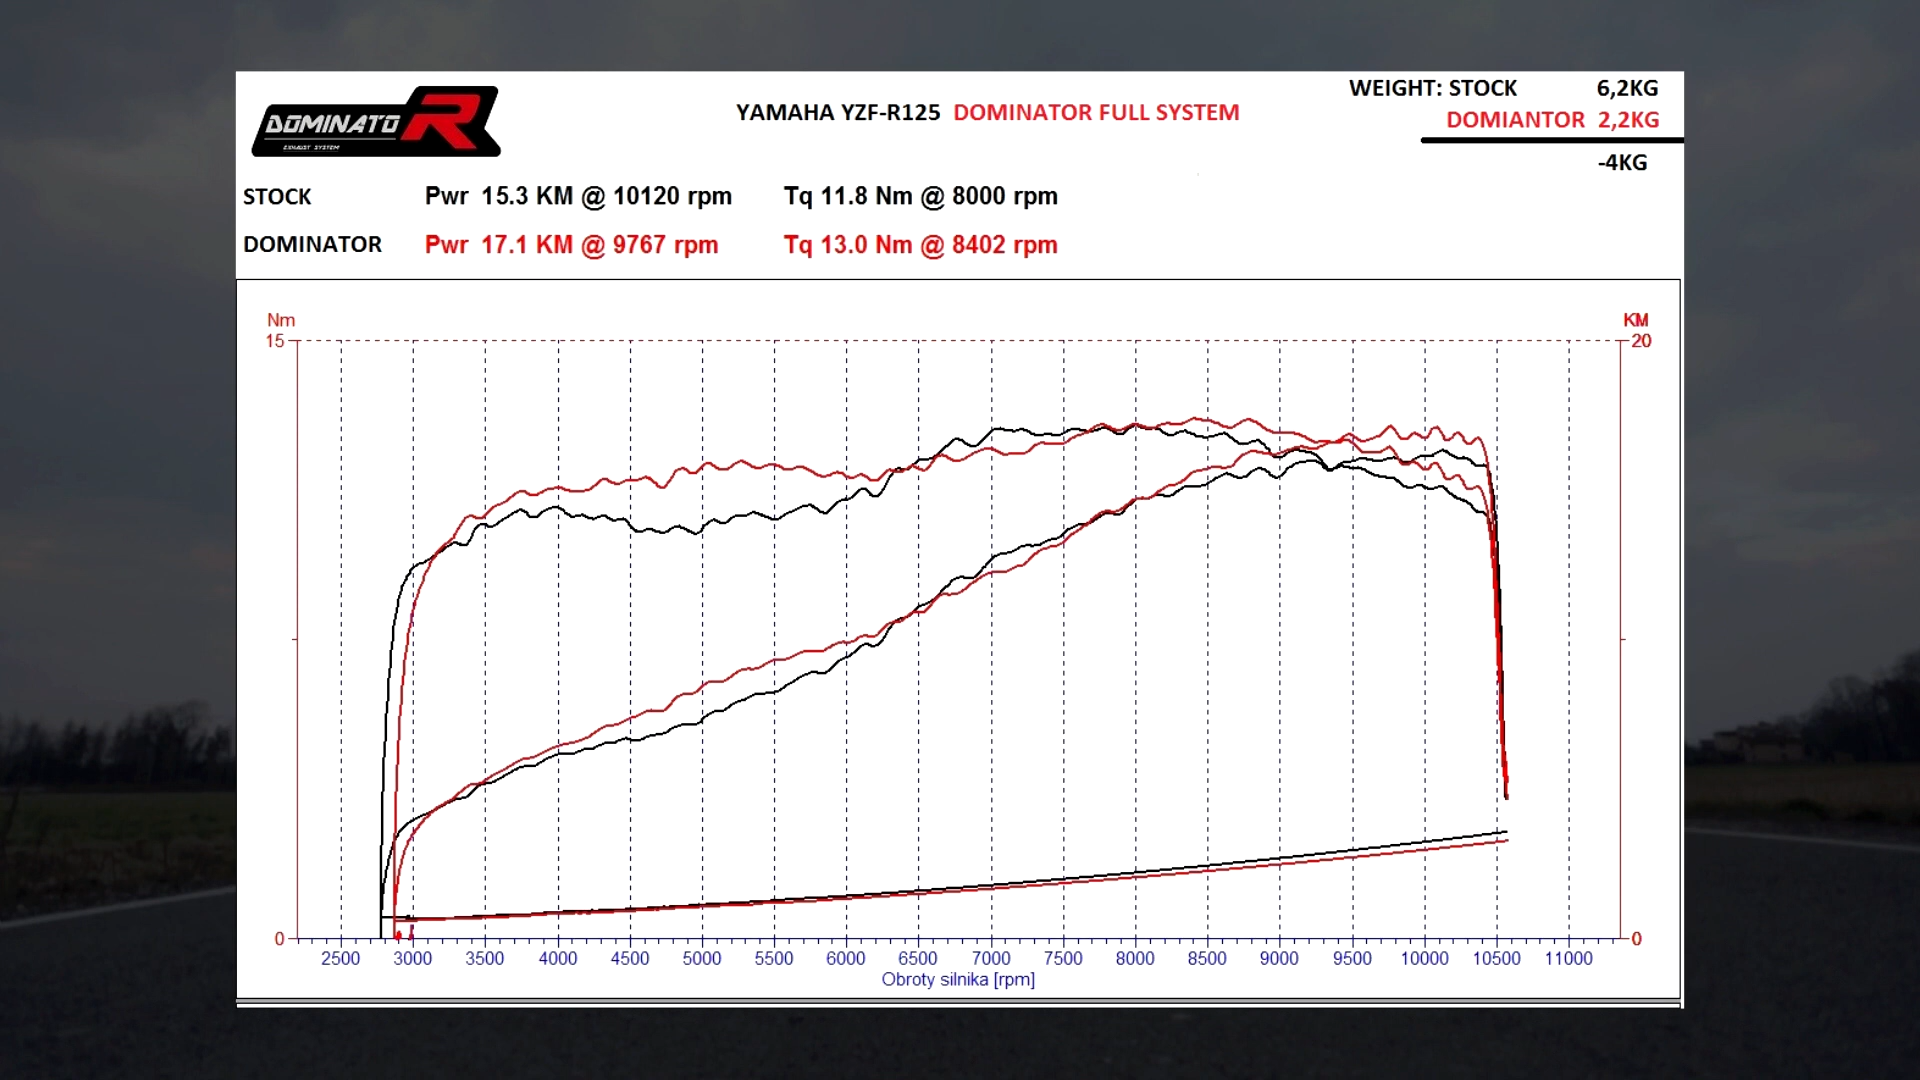 DOMINATOR
EXHAUST SYSTEM
YAMAHA YZF-R125 DOMINATOR FULL SYSTEM
WEIGHT: STOCK 6,2KG
DOMIANTOR 2,2KG
-4KG
STOCK Pwr 15.3 KM @ 10120 rpm Tq 11.8 Nm @ 8000 rpm
DOMINATOR Pwr 17.1 KM @ 9767 rpm Tq 13.0 Nm @ 8402 rpm
Nm KM
15 20
0 0
2500 3000 3500 4000 4500 5000 5500 6000 6500 7000 7500 8000 8500 9000 9500 10000 10500 11000
Obroty silnika [rpm]